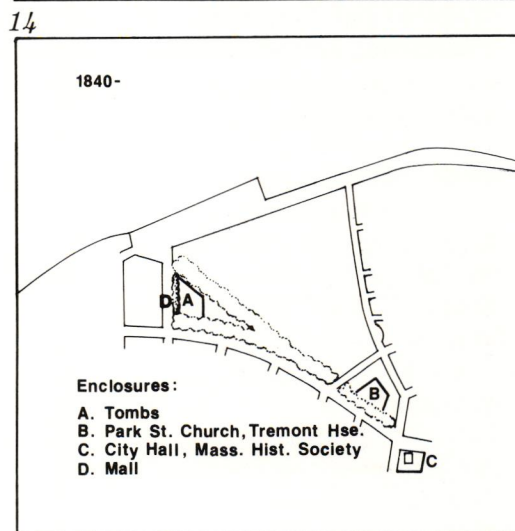 14
1840-
D
A
B
C
Enclosures:
A. Tombs
B. Park St. Church, Tremont Hse.
C. City Hall, Mass. Hist. Society
D. Mall